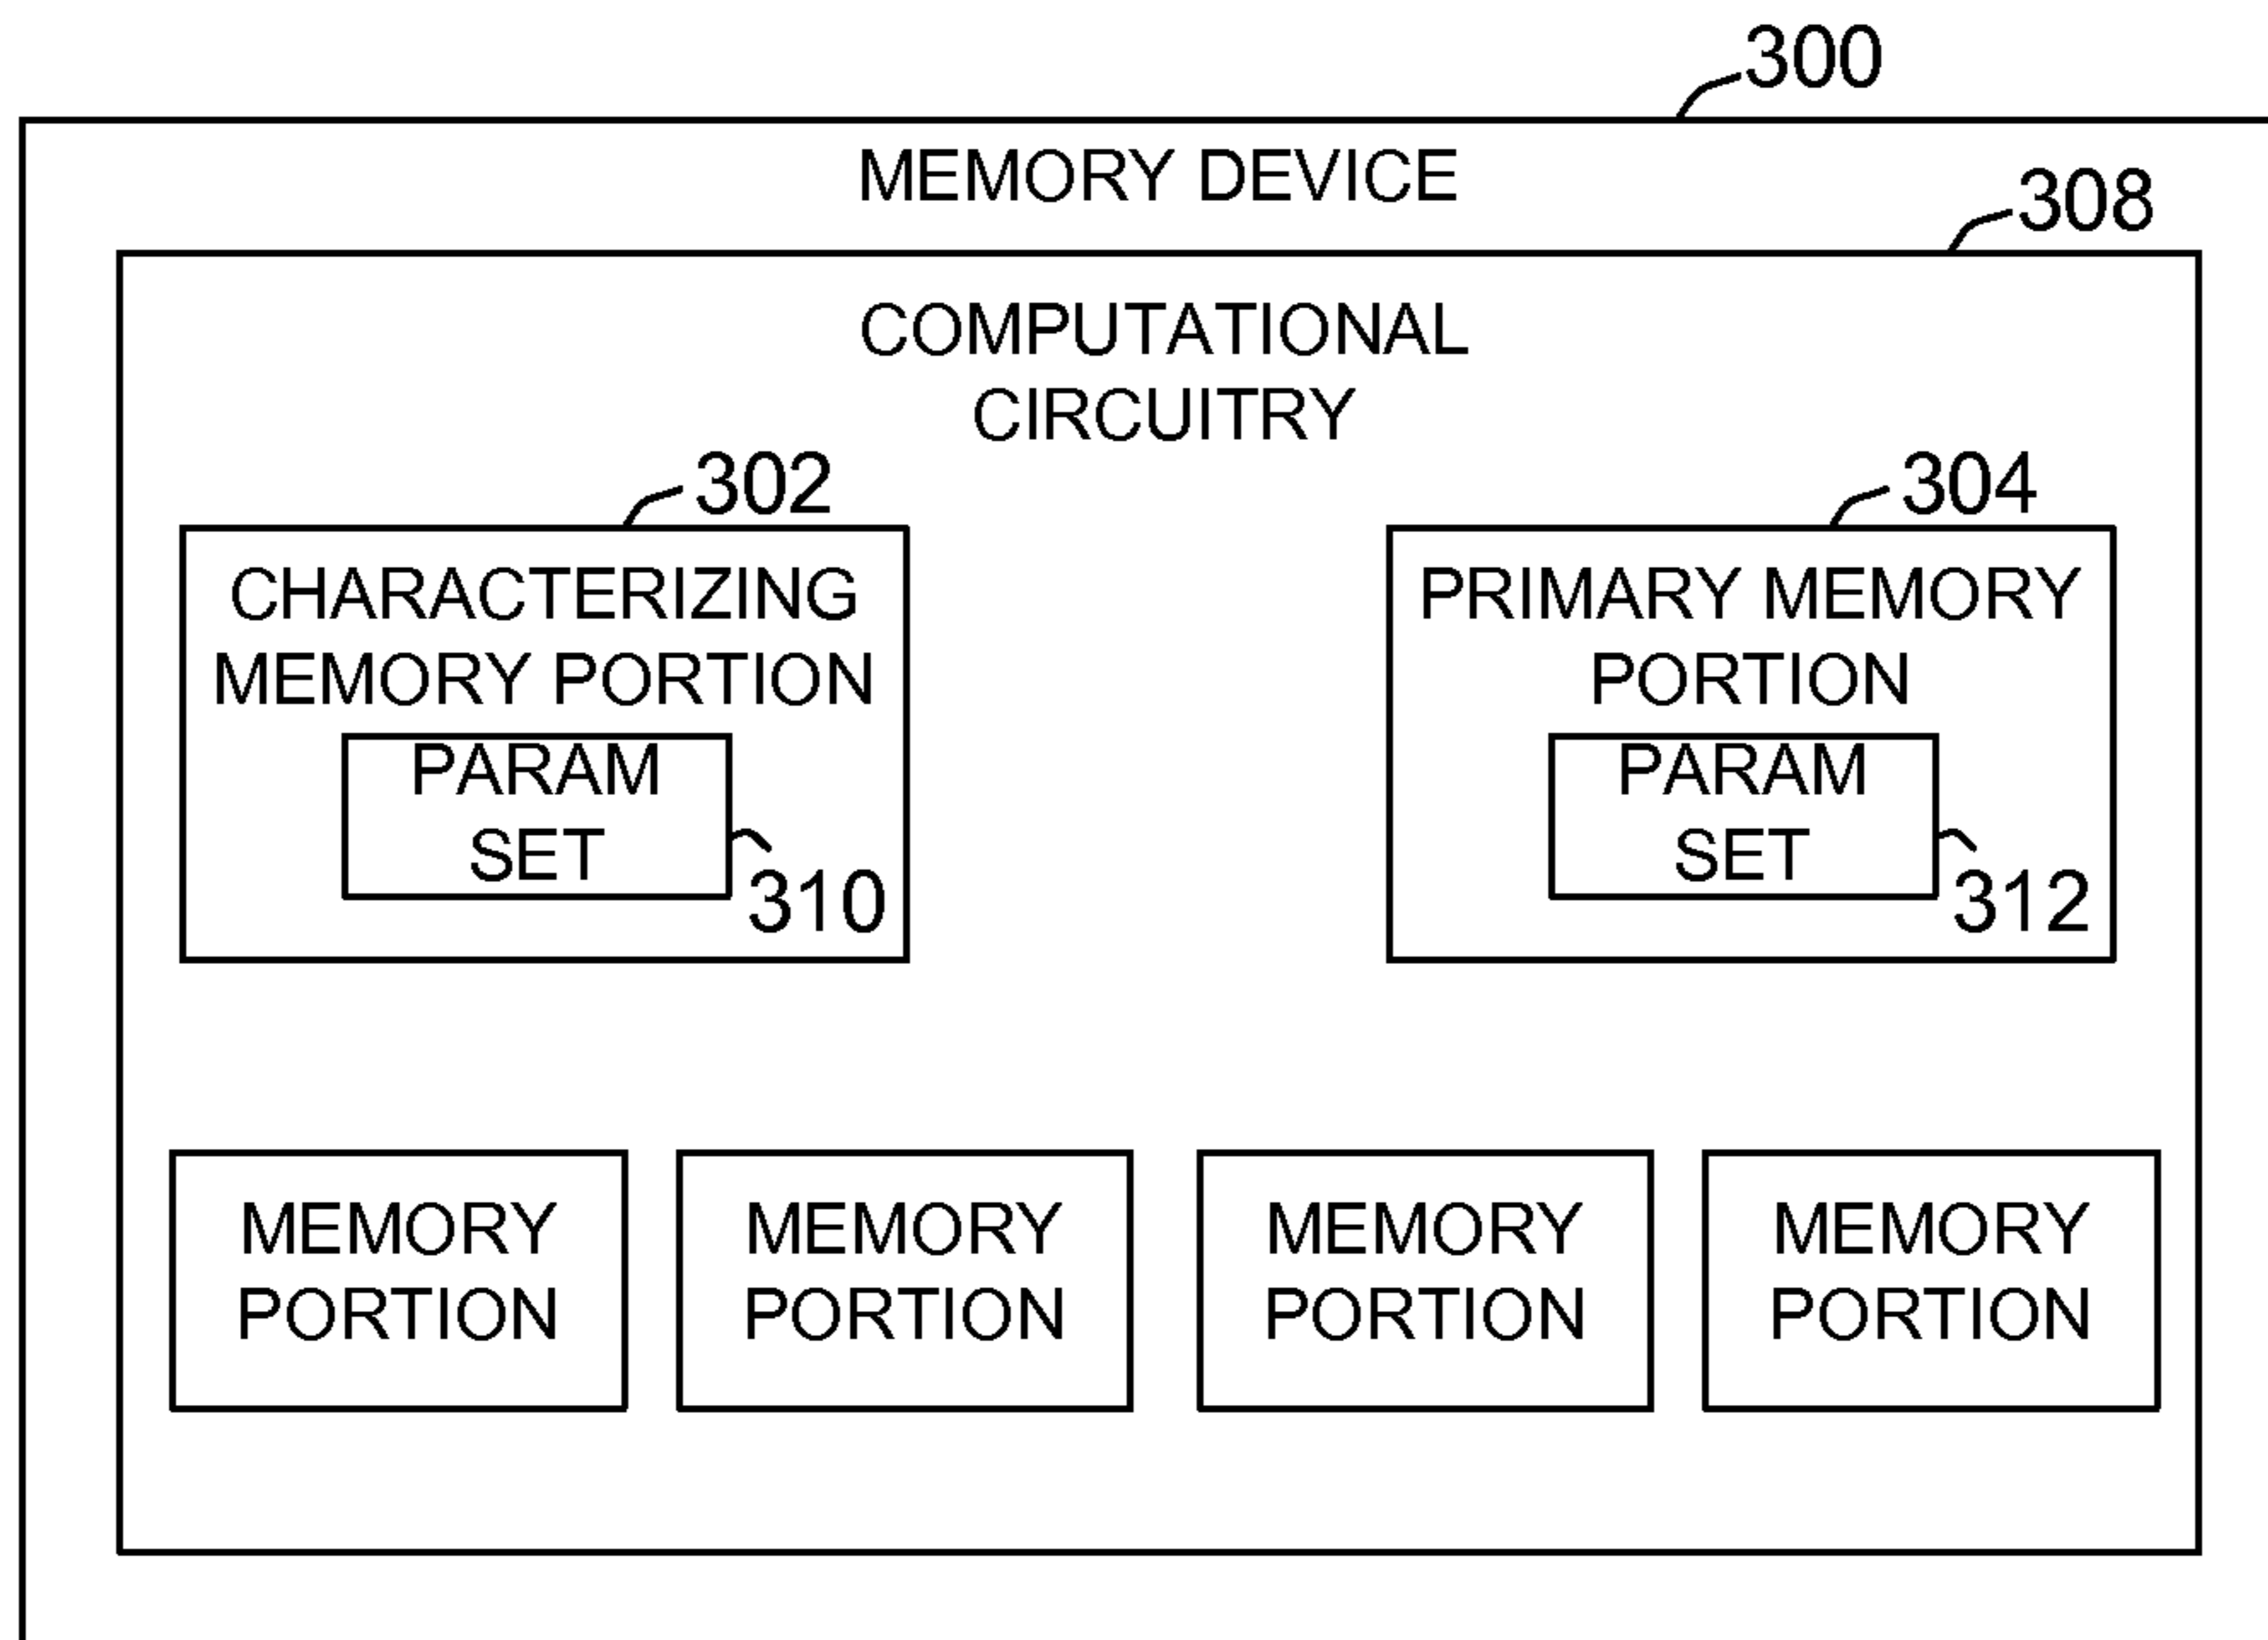 300
MEMORY DEVICE
308
COMPUTATIONAL
CIRCUITRY
302
304
CHARACTERIZING
MEMORY PORTION
PARAM
SET
310
PRIMARY MEMORY
PORTION
PARAM
SET
312
MEMORY
PORTION
MEMORY
PORTION
MEMORY
PORTION
MEMORY
PORTION